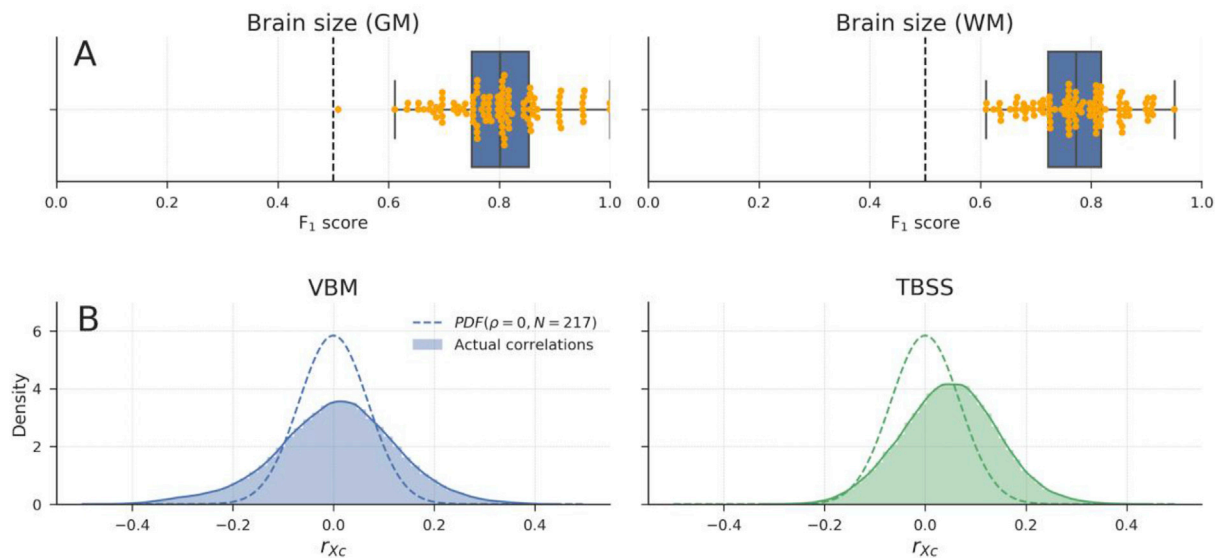 Brain size (GM)
Brain size (WM)
A
0.0 0.2 0.4 0.6 0.8 1.0
0.0 0.2 0.4 0.6 0.8 1.0
F₁ score
F₁ score
VBM
TBSS
B
PDF(ρ = 0, N = 217)
Actual correlations
Density
6
4
2
0
−0.4 −0.2 0.0 0.2 0.4
−0.4 −0.2 0.0 0.2 0.4
r_Xc
r_Xc